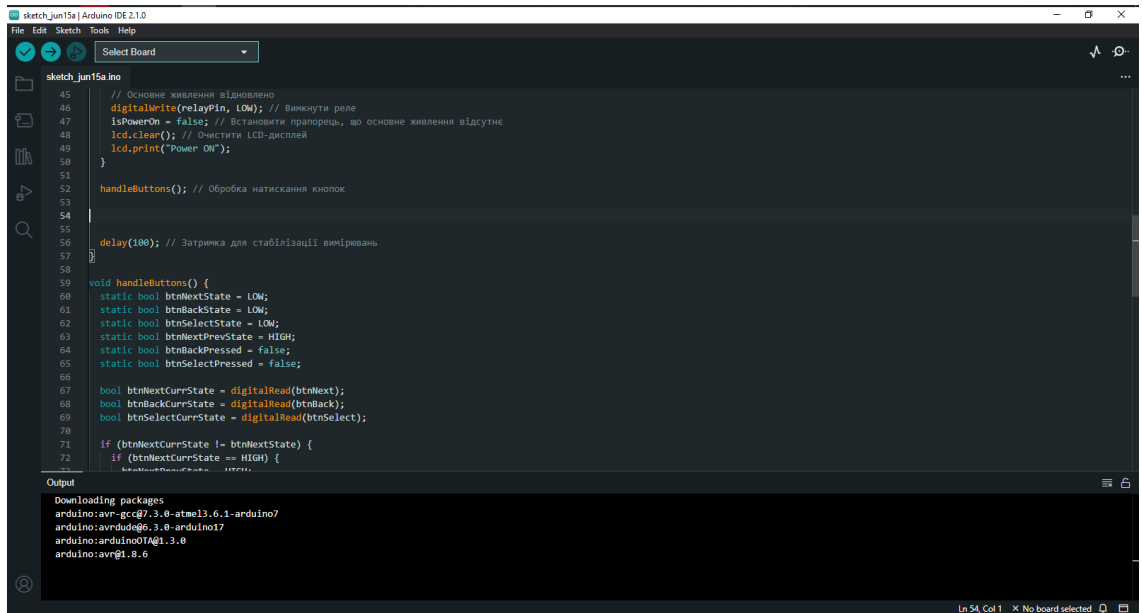 sketch_jun15a | Arduino IDE 2.1.0
File Edit Sketch Tools Help
Select Board
sketch_jun15a.ino
45 // Основне живлення відновлено
46 digitalWrite(relayPin, LOW); // Вимкнути реле
47 isPowerOn = false; // Встановити прапорець, що основне живлення відсутнє
48 lcd.clear(); // Очистити LCD-дисплей
49 lcd.print("Power ON");
50 }
51
52 handleButtons(); // Обробка натискання кнопок
53
54
55
56 delay(100); // Затримка для стабілізації вимірювань
57 }
58
59 void handleButtons() {
60 static bool btnNextState = LOW;
61 static bool btnBackState = LOW;
62 static bool btnSelectState = LOW;
63 static bool btnNextPrevState = HIGH;
64 static bool btnBackPressed = false;
65 static bool btnSelectPressed = false;
66
67 bool btnNextCurrState = digitalRead(btnNext);
68 bool btnBackCurrState = digitalRead(btnBack);
69 bool btnSelectCurrState = digitalRead(btnSelect);
70
71 if (btnNextCurrState != btnNextState) {
72 if (btnNextCurrState == HIGH) {
Output
Downloading packages
arduino:avr-gcc@7.3.0-atmel3.6.1-arduino7
arduino:avrdude@6.3.0-arduino17
arduino:arduinoOTA@1.3.0
arduino:avr@1.8.6
Ln 54, Col 1 × No board selected